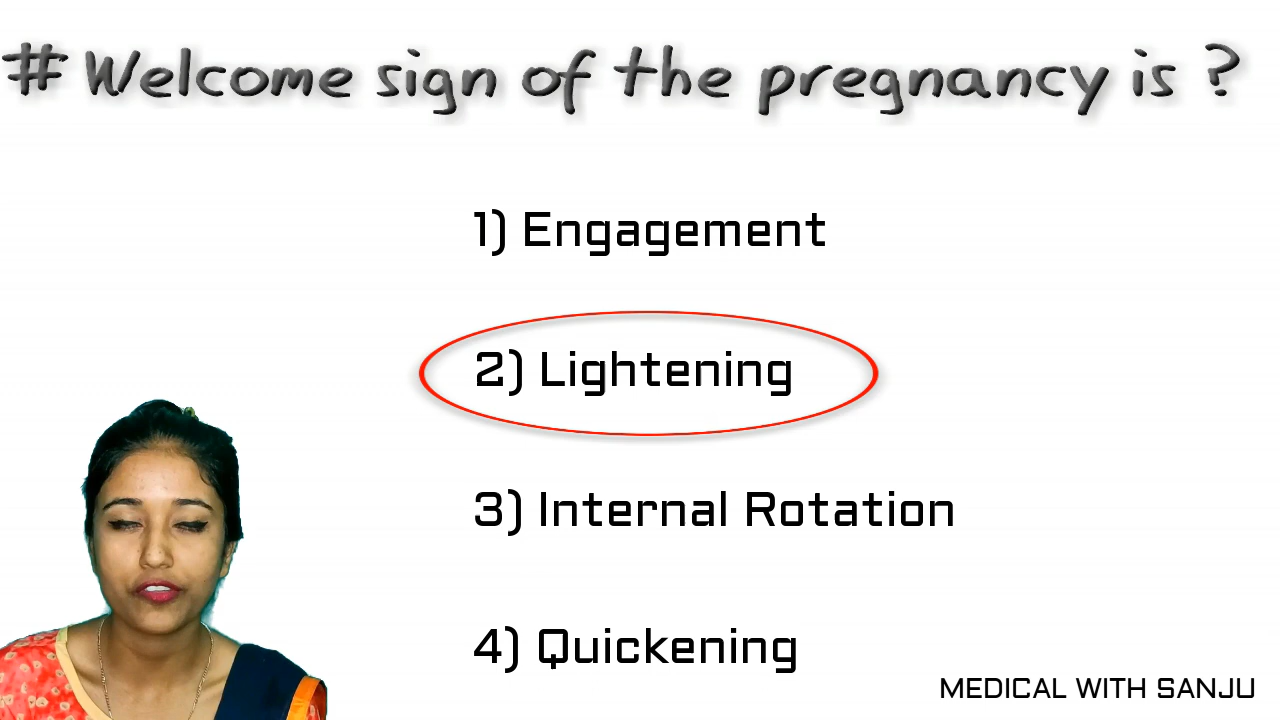 # Welcome sign of the pregnancy is ?
1) Engagement
2) Lightening
3) Internal Rotation
4) Quickening
MEDICAL WITH SANJU